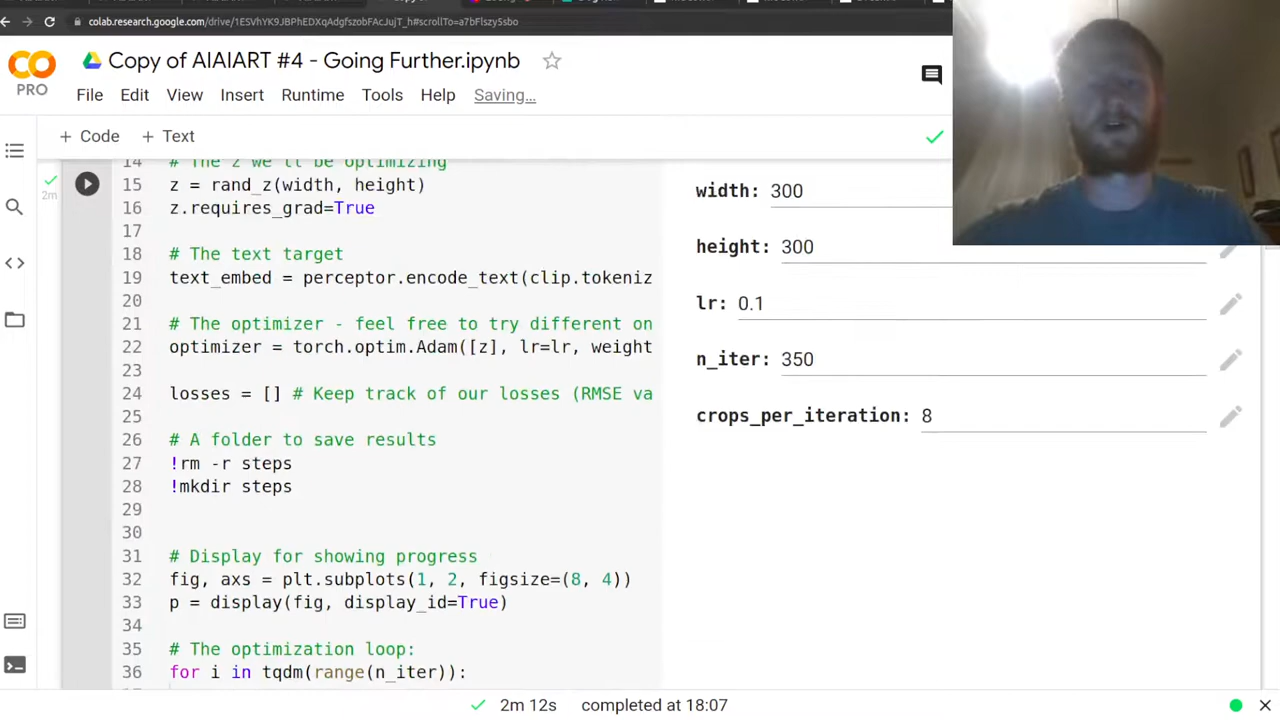 colab.research.google.com/drive/1ESvhYK9JBPhEDXqAdgfszobFAcJujT_h#scrollTo=a7bFlszy5sbo
PRO
Copy of AIAIART #4 - Going Further.ipynb
File Edit View Insert Runtime Tools Help Saving...
+ Code + Text
2m
14 # The z we'll be optimizing
15 z = rand_z(width, height)
16 z.requires_grad=True
17
18 # The text target
19 text_embed = perceptor.encode_text(clip.tokeniz
20
21 # The optimizer - feel free to try different on
22 optimizer = torch.optim.Adam([z], lr=lr, weight
23
24 losses = [] # Keep track of our losses (RMSE va
25
26 # A folder to save results
27 !rm -r steps
28 !mkdir steps
29
30
31 # Display for showing progress
32 fig, axs = plt.subplots(1, 2, figsize=(8, 4))
33 p = display(fig, display_id=True)
34
35 # The optimization loop:
36 for i in tqdm(range(n_iter)):
width: 300
height: 300
lr: 0.1
n_iter: 350
crops_per_iteration: 8
2m 12s completed at 18:07